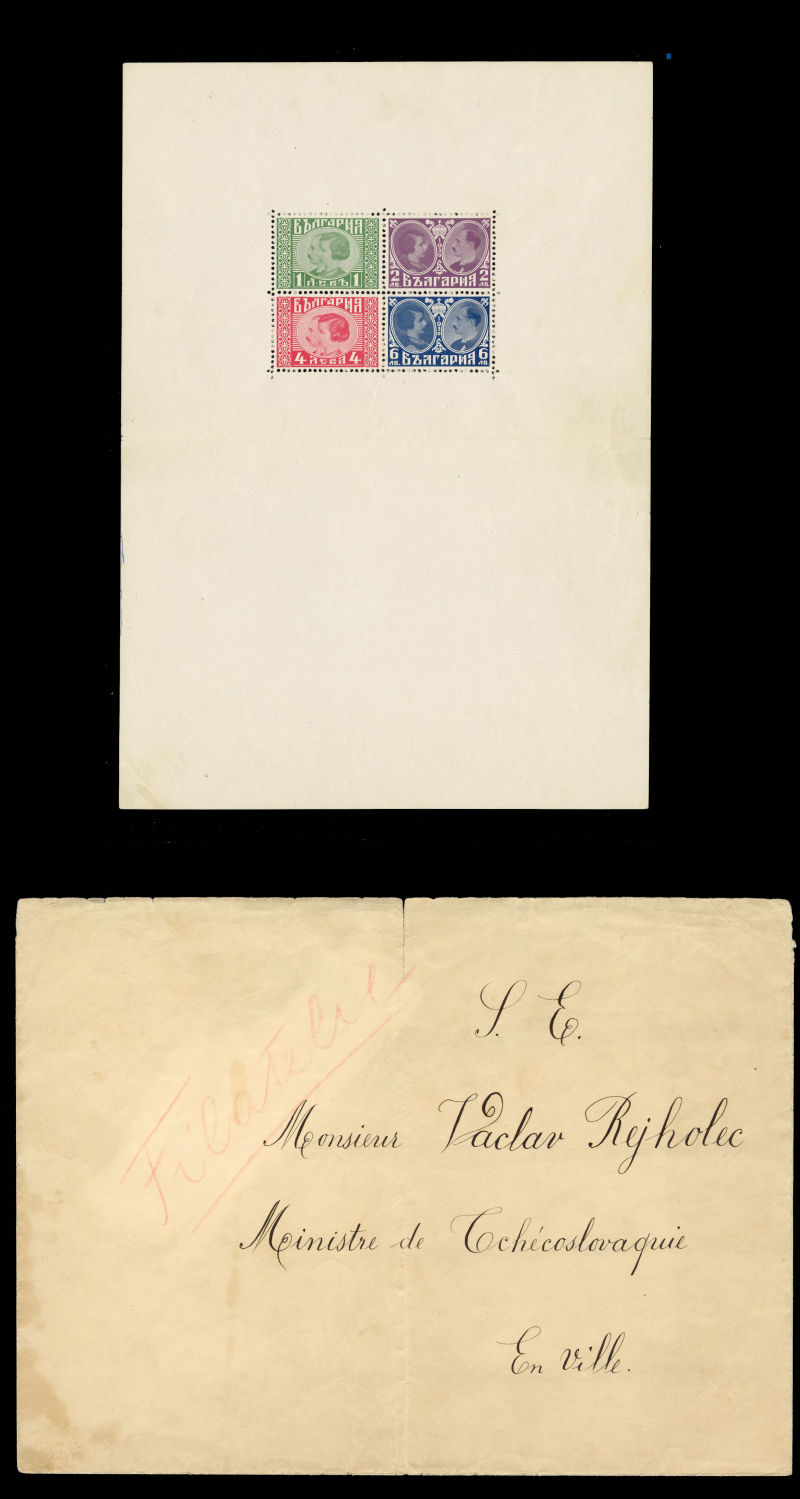 БЪЛГАРИЯ
1 ЛЕВЪ 1
2 2
ЛВ. БЪЛГАРИЯ ЛВ.
БЪЛГАРИЯ
4 ЛЕВА 4
6 6
ЛВ. БЪЛГАРИЯ ЛВ.
Filatelie
S. E.
Monsieur Václav Rejholec
Ministre de Tchécoslovaquie
En ville.